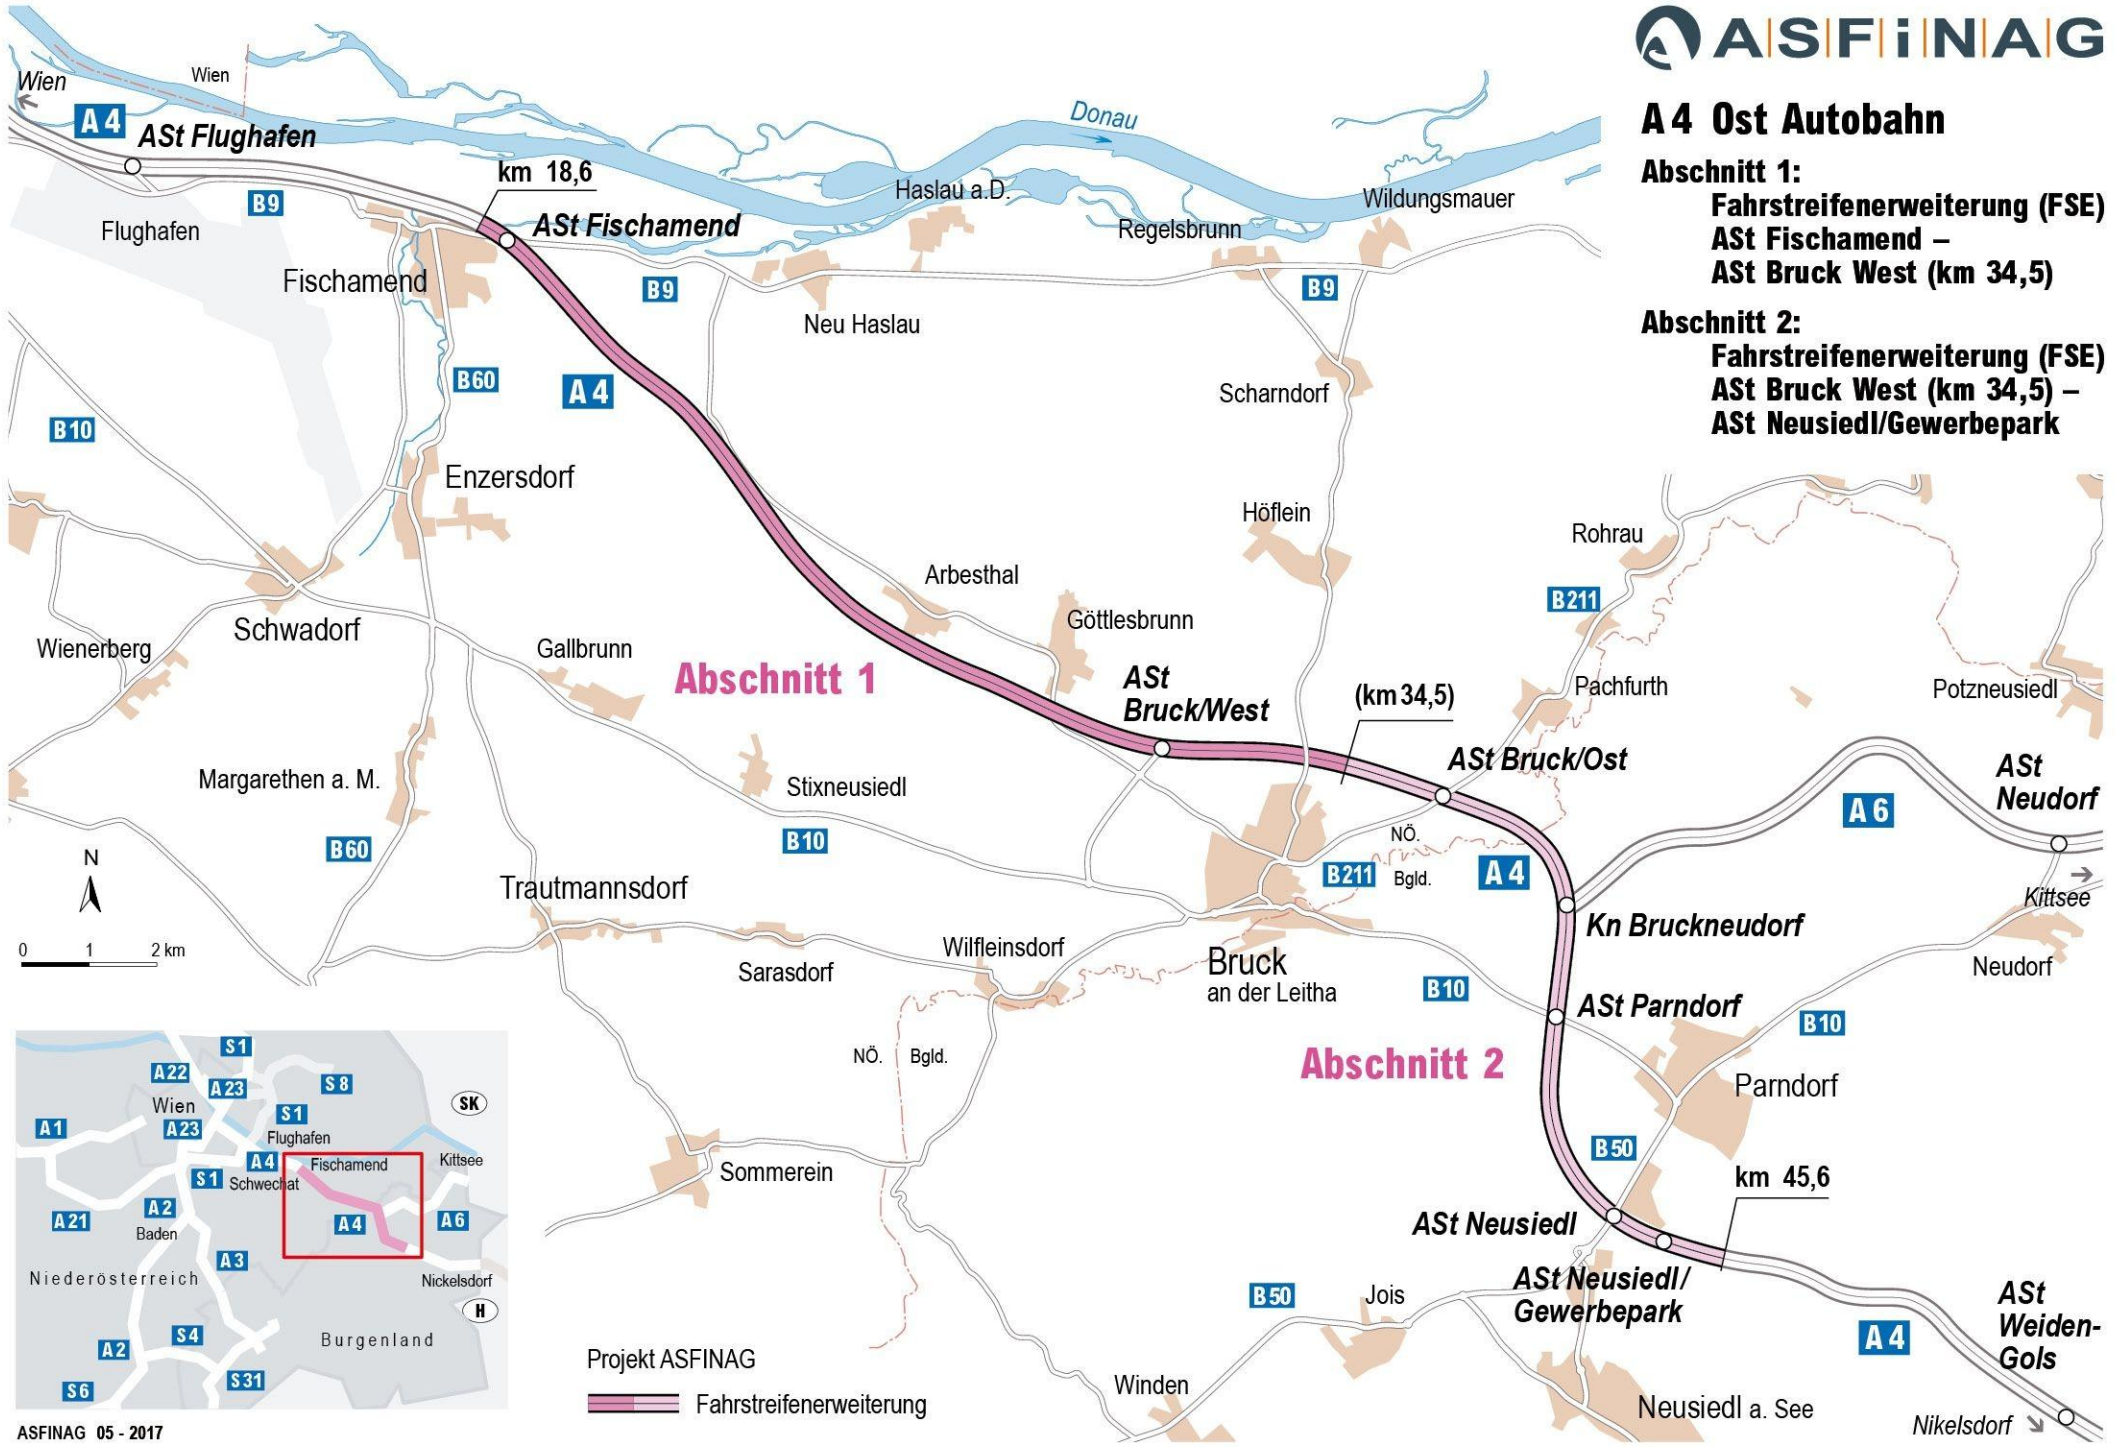 ASFiNAG
A 4 Ost Autobahn
Abschnitt 1:
Fahrstreifenerweiterung (FSE)
ASt Fischamend –
ASt Bruck West (km 34,5)
Abschnitt 2:
Fahrstreifenerweiterung (FSE)
ASt Bruck West (km 34,5) –
ASt Neusiedl/Gewerbepark
Wien
Wien
A 4
ASt Flughafen
Donau
km 18,6
B9
Flughafen
ASt Fischamend
Haslau a.D.
Wildungsmauer
Regelsbrunn
Fischamend
B9
B9
Neu Haslau
B60
A 4
Scharndorf
B10
Enzersdorf
Höflein
Rohrau
Arbesthal
B211
Göttlesbrunn
Schwadorf
Wienerberg
Gallbrunn
Abschnitt 1
ASt
Bruck/West
(km 34,5)
Pachfurth
Potzneusiedl
Margarethen a. M.
Stixneusiedl
ASt Bruck/Ost
ASt
Neudorf
A 6
B60
B10
NÖ.
B211
Bgld.
A 4
N
Trautmannsdorf
Kittsee
Kn Bruckneudorf
0 1 2 km
Sarasdorf
Wilfleinsdorf
Bruck
an der Leitha
Neudorf
B10
ASt Parndorf
B10
NÖ.
Bgld.
Abschnitt 2
Parndorf
B50
Sommerein
km 45,6
ASt Neusiedl
ASt Neusiedl/
Gewerbepark
B50
Jois
ASt
Weiden-
Gols
A 4
Winden
Neusiedl a. See
Nikelsdorf
S1
A22
A23
S 8
Wien
S1
SK
A1
A23
Flughafen
A4
Fischamend
Kittsee
S1
Schwechat
A21
A2
A4
A6
Baden
A3
Niederösterreich
Nickelsdorf
H
S4
Burgenland
A2
S6
S31
Projekt ASFINAG
Fahrstreifenerweiterung
ASFINAG 05 - 2017